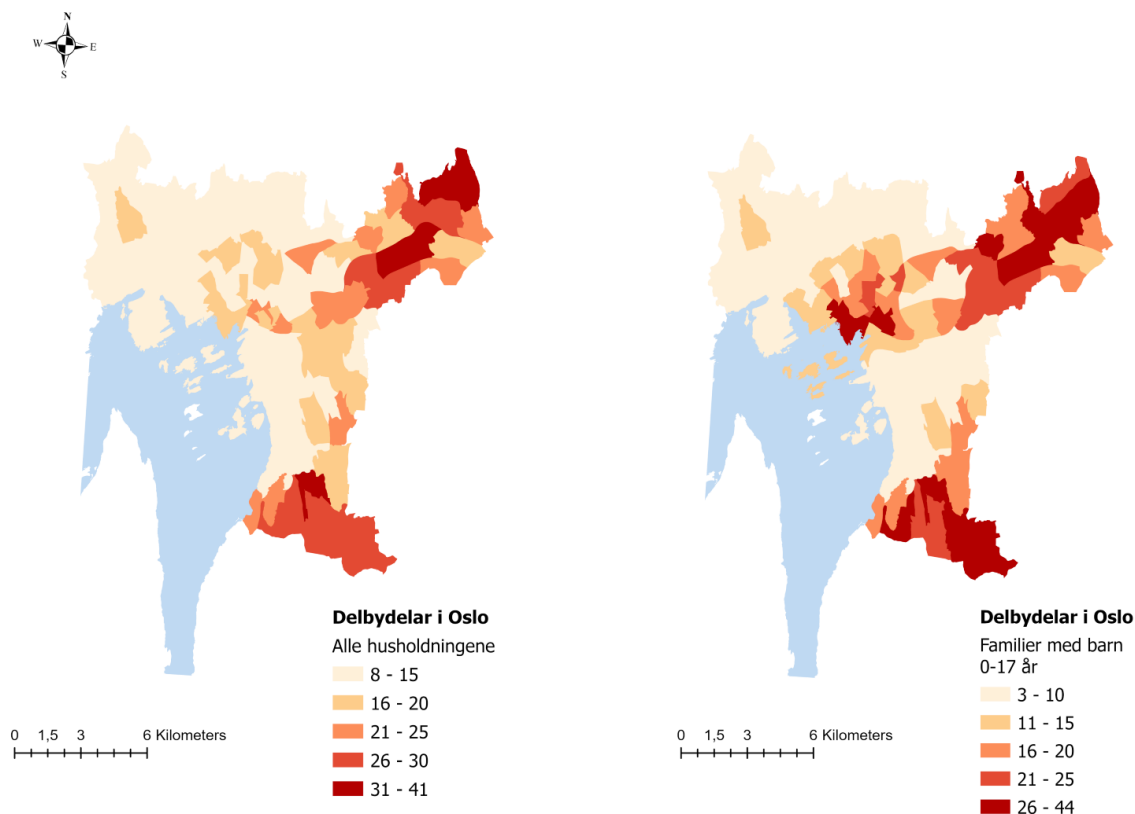 N
W E
S
Delbydelar i Oslo
Alle husholdningene
8 - 15
16 - 20
21 - 25
26 - 30
31 - 41
0 1,5 3 6 Kilometers
Delbydelar i Oslo
Familier med barn
0-17 år
3 - 10
11 - 15
16 - 20
21 - 25
26 - 44
0 1,5 3 6 Kilometers